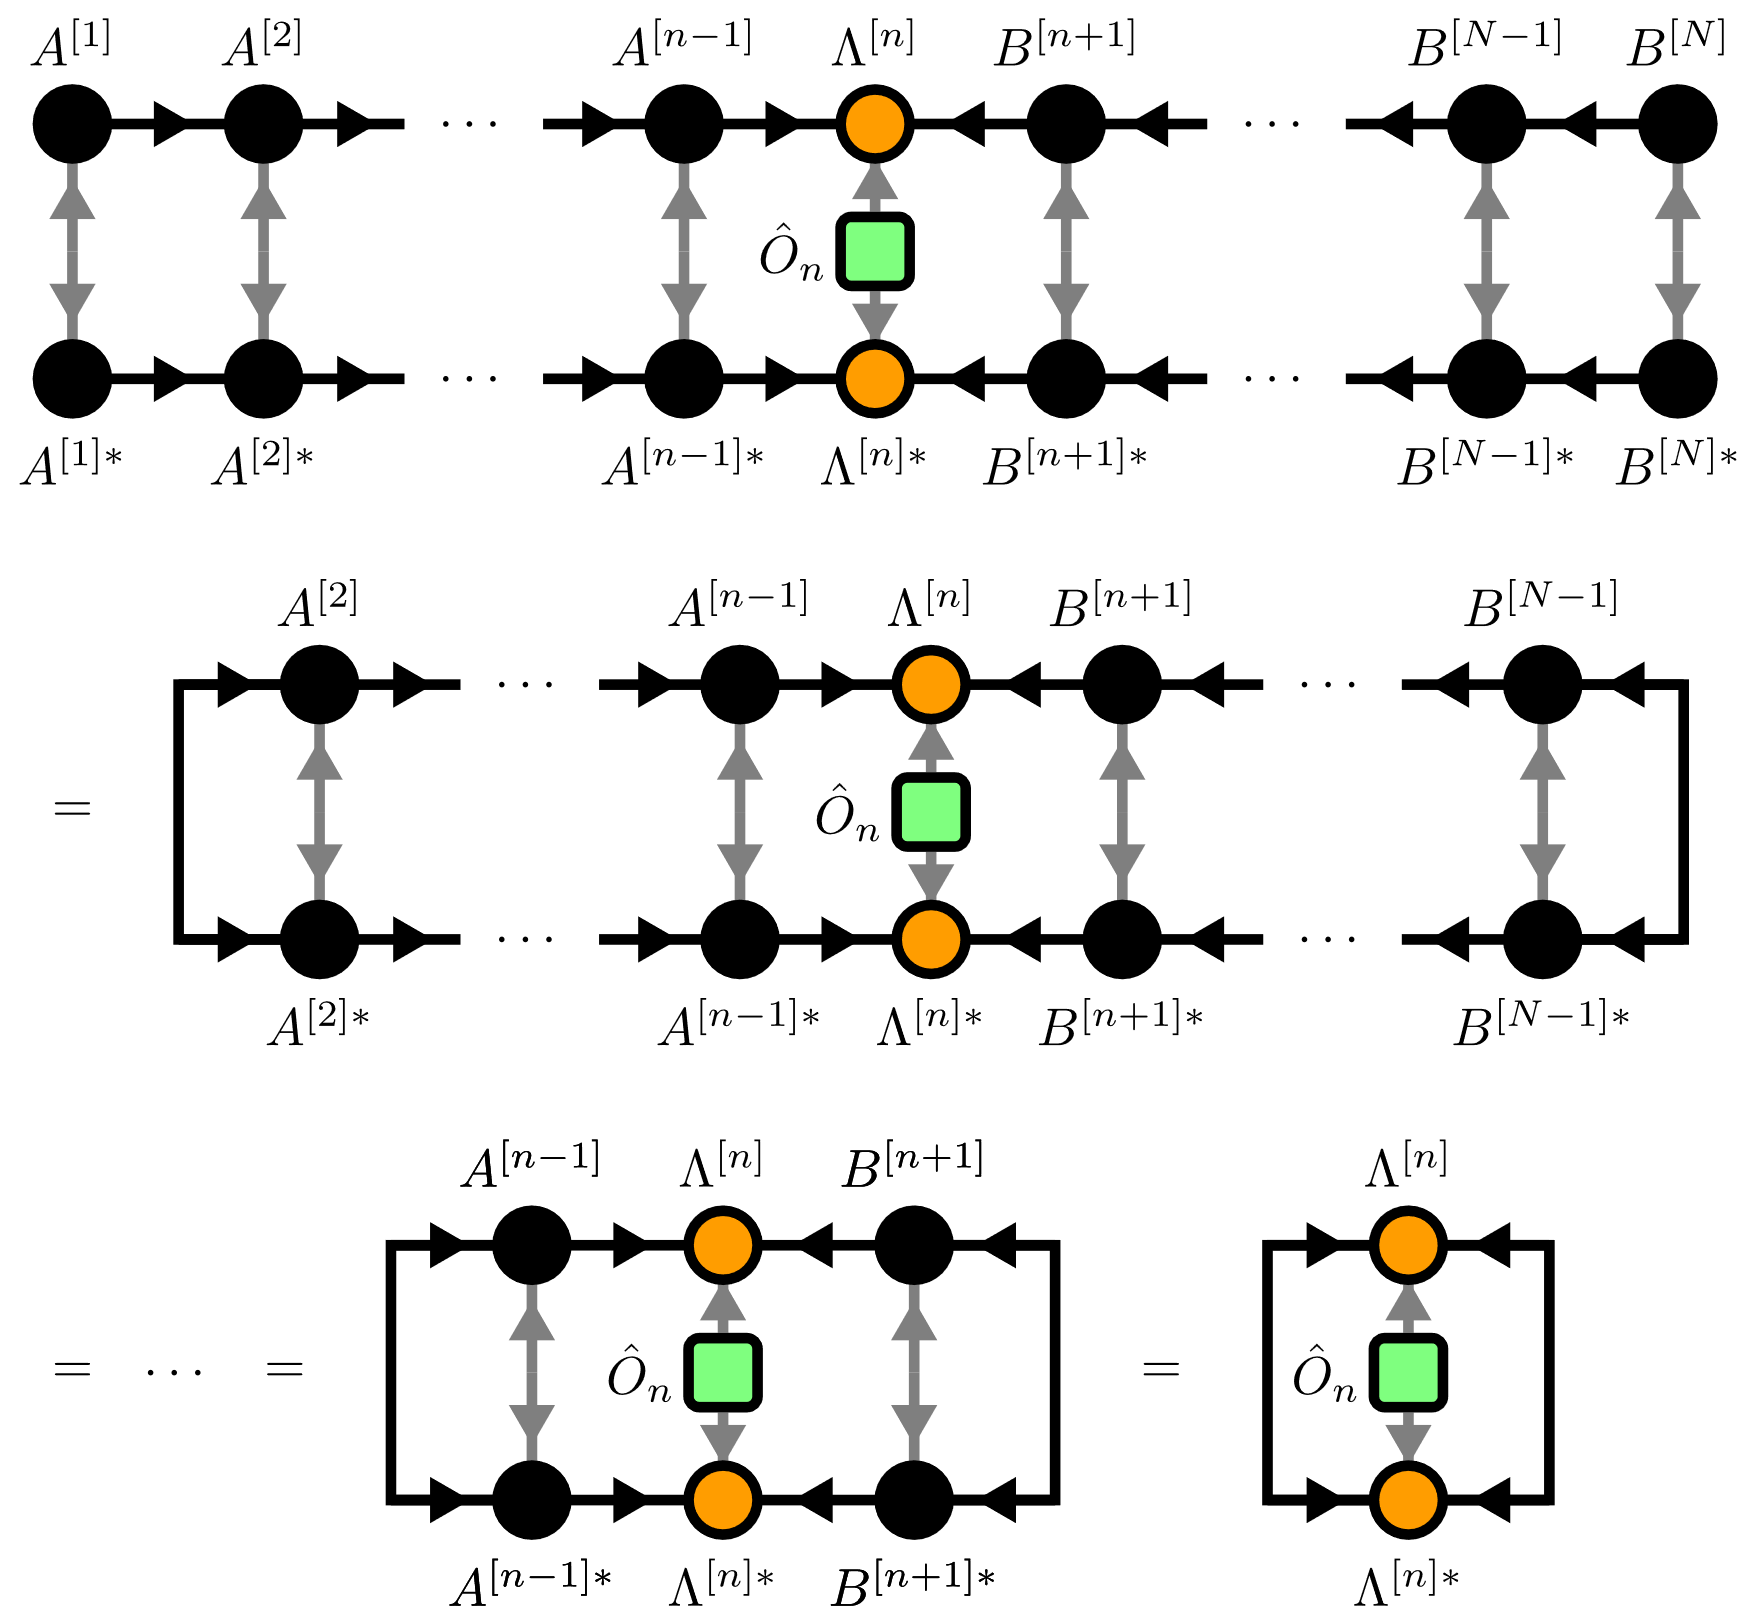 A^{[1]} A^{[2]} A^{[n−1]} Λ^{[n]} B^{[n+1]} B^{[N−1]} B^{[N]}
··· ···
Ô_n
··· ···
A^{[1]∗} A^{[2]∗} A^{[n−1]∗} Λ^{[n]∗} B^{[n+1]∗} B^{[N−1]∗} B^{[N]∗}
A^{[2]} A^{[n−1]} Λ^{[n]} B^{[n+1]} B^{[N−1]}
··· ···
= Ô_n
··· ···
A^{[2]∗} A^{[n−1]∗} Λ^{[n]∗} B^{[n+1]∗} B^{[N−1]∗}
A^{[n−1]} Λ^{[n]} B^{[n+1]} Λ^{[n]}
= ··· = Ô_n = Ô_n
A^{[n−1]∗} Λ^{[n]∗} B^{[n+1]∗} Λ^{[n]∗}